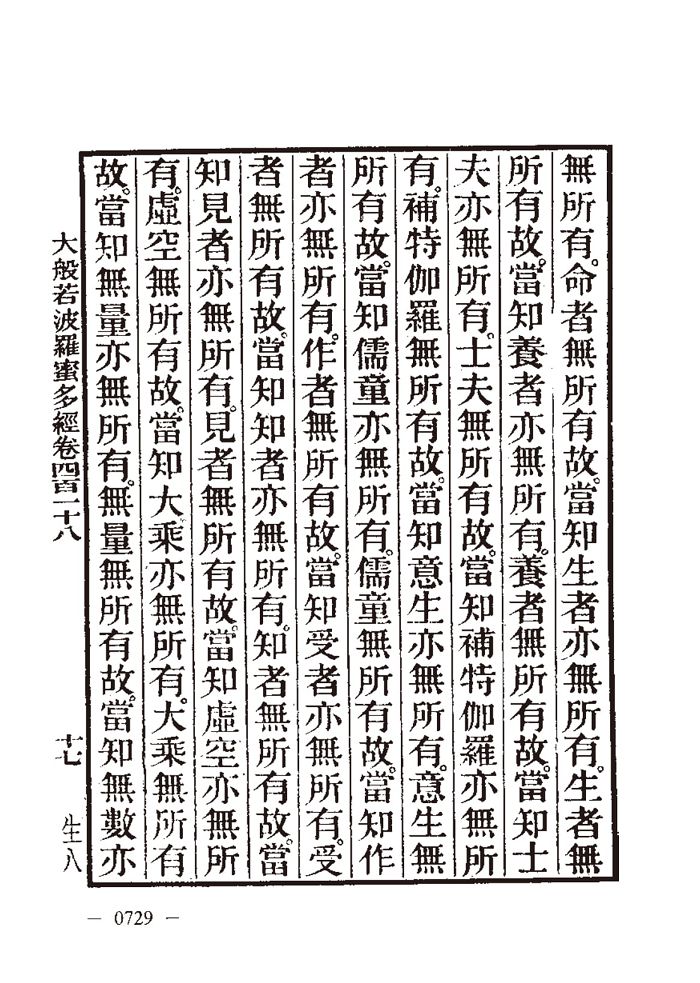 無所有。命者無所有故。當知生者亦無所有。生者無
所有故。當知養者亦無所有。養者無所有故。當知士
夫亦無所有。士夫無所有故。當知補特伽羅亦無所
有。補特伽羅無所有故。當知意生亦無所有。意生無
所有故。當知儒童亦無所有。儒童無所有故。當知作
者亦無所有。作者無所有故。當知受者亦無所有。受
者無所有故。當知知者亦無所有。知者無所有故。當
知見者亦無所有。見者無所有故。當知虛空亦無所
有。虛空無所有故。當知大乘亦無所有。大乘無所有
故。當知無量亦無所有。無量無所有故。當知無數亦
大般若波羅蜜多經卷四百一十八 十七 生八
— 0729 —